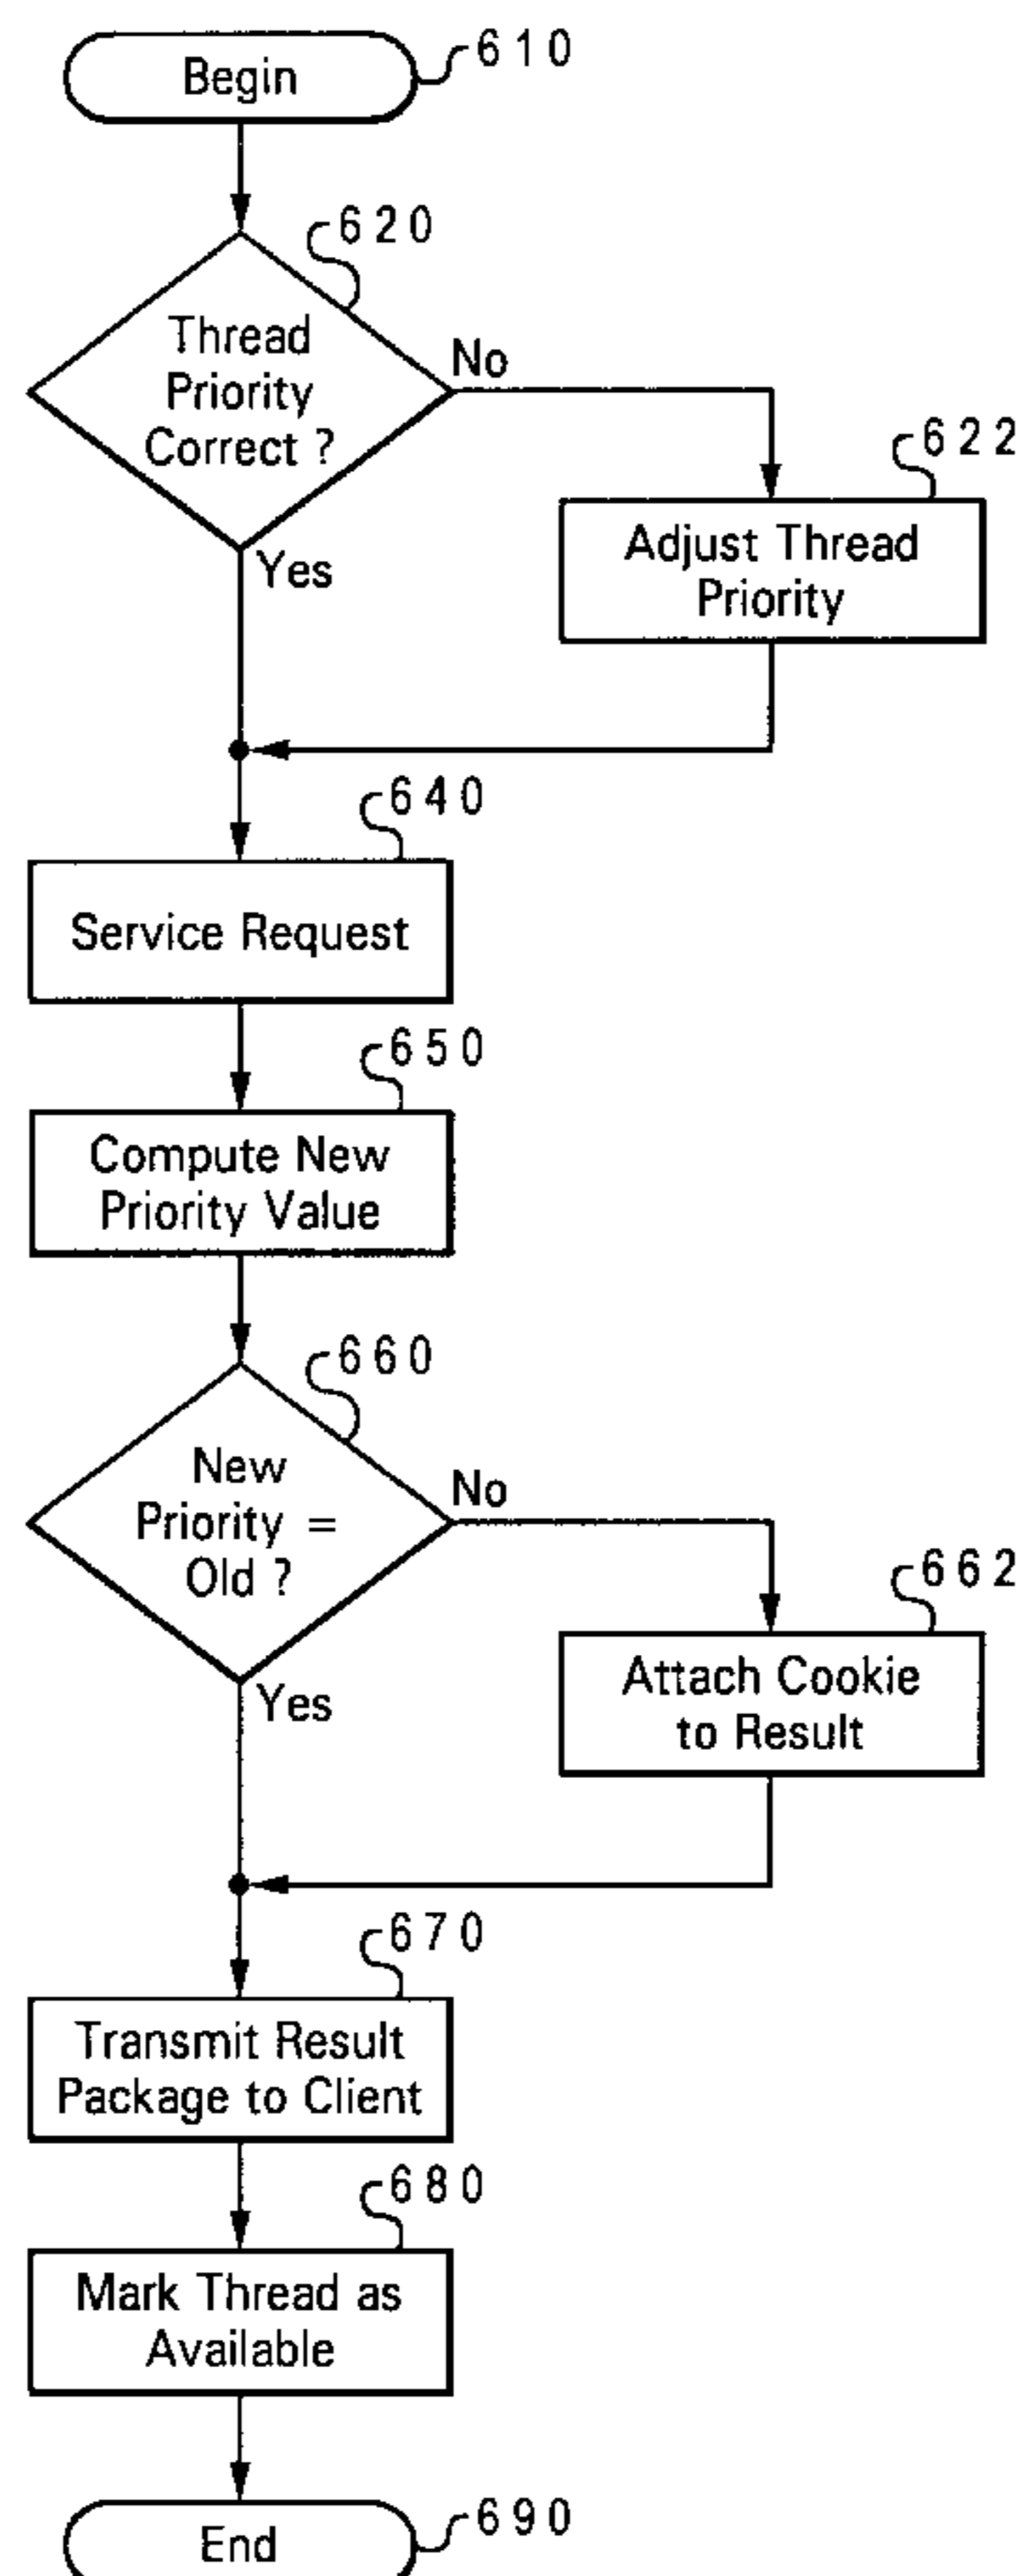 Begin
610
620
Thread
Priority
Correct ?
No
Yes
622
Adjust Thread
Priority
640
Service Request
650
Compute New
Priority Value
660
New
Priority =
Old ?
No
Yes
662
Attach Cookie
to Result
670
Transmit Result
Package to Client
680
Mark Thread as
Available
End
690